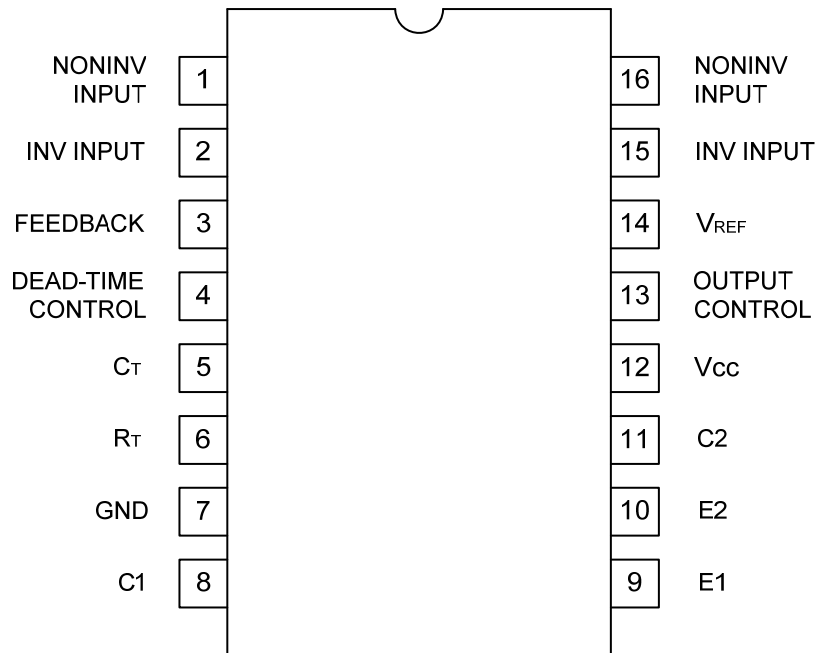 NONINV
INPUT
1
INV INPUT
2
FEEDBACK
3
DEAD-TIME
CONTROL
4
CT
5
RT
6
GND
7
C1
8
16
NONINV
INPUT
15
INV INPUT
14
VREF
13
OUTPUT
CONTROL
12
Vcc
11
C2
10
E2
9
E1